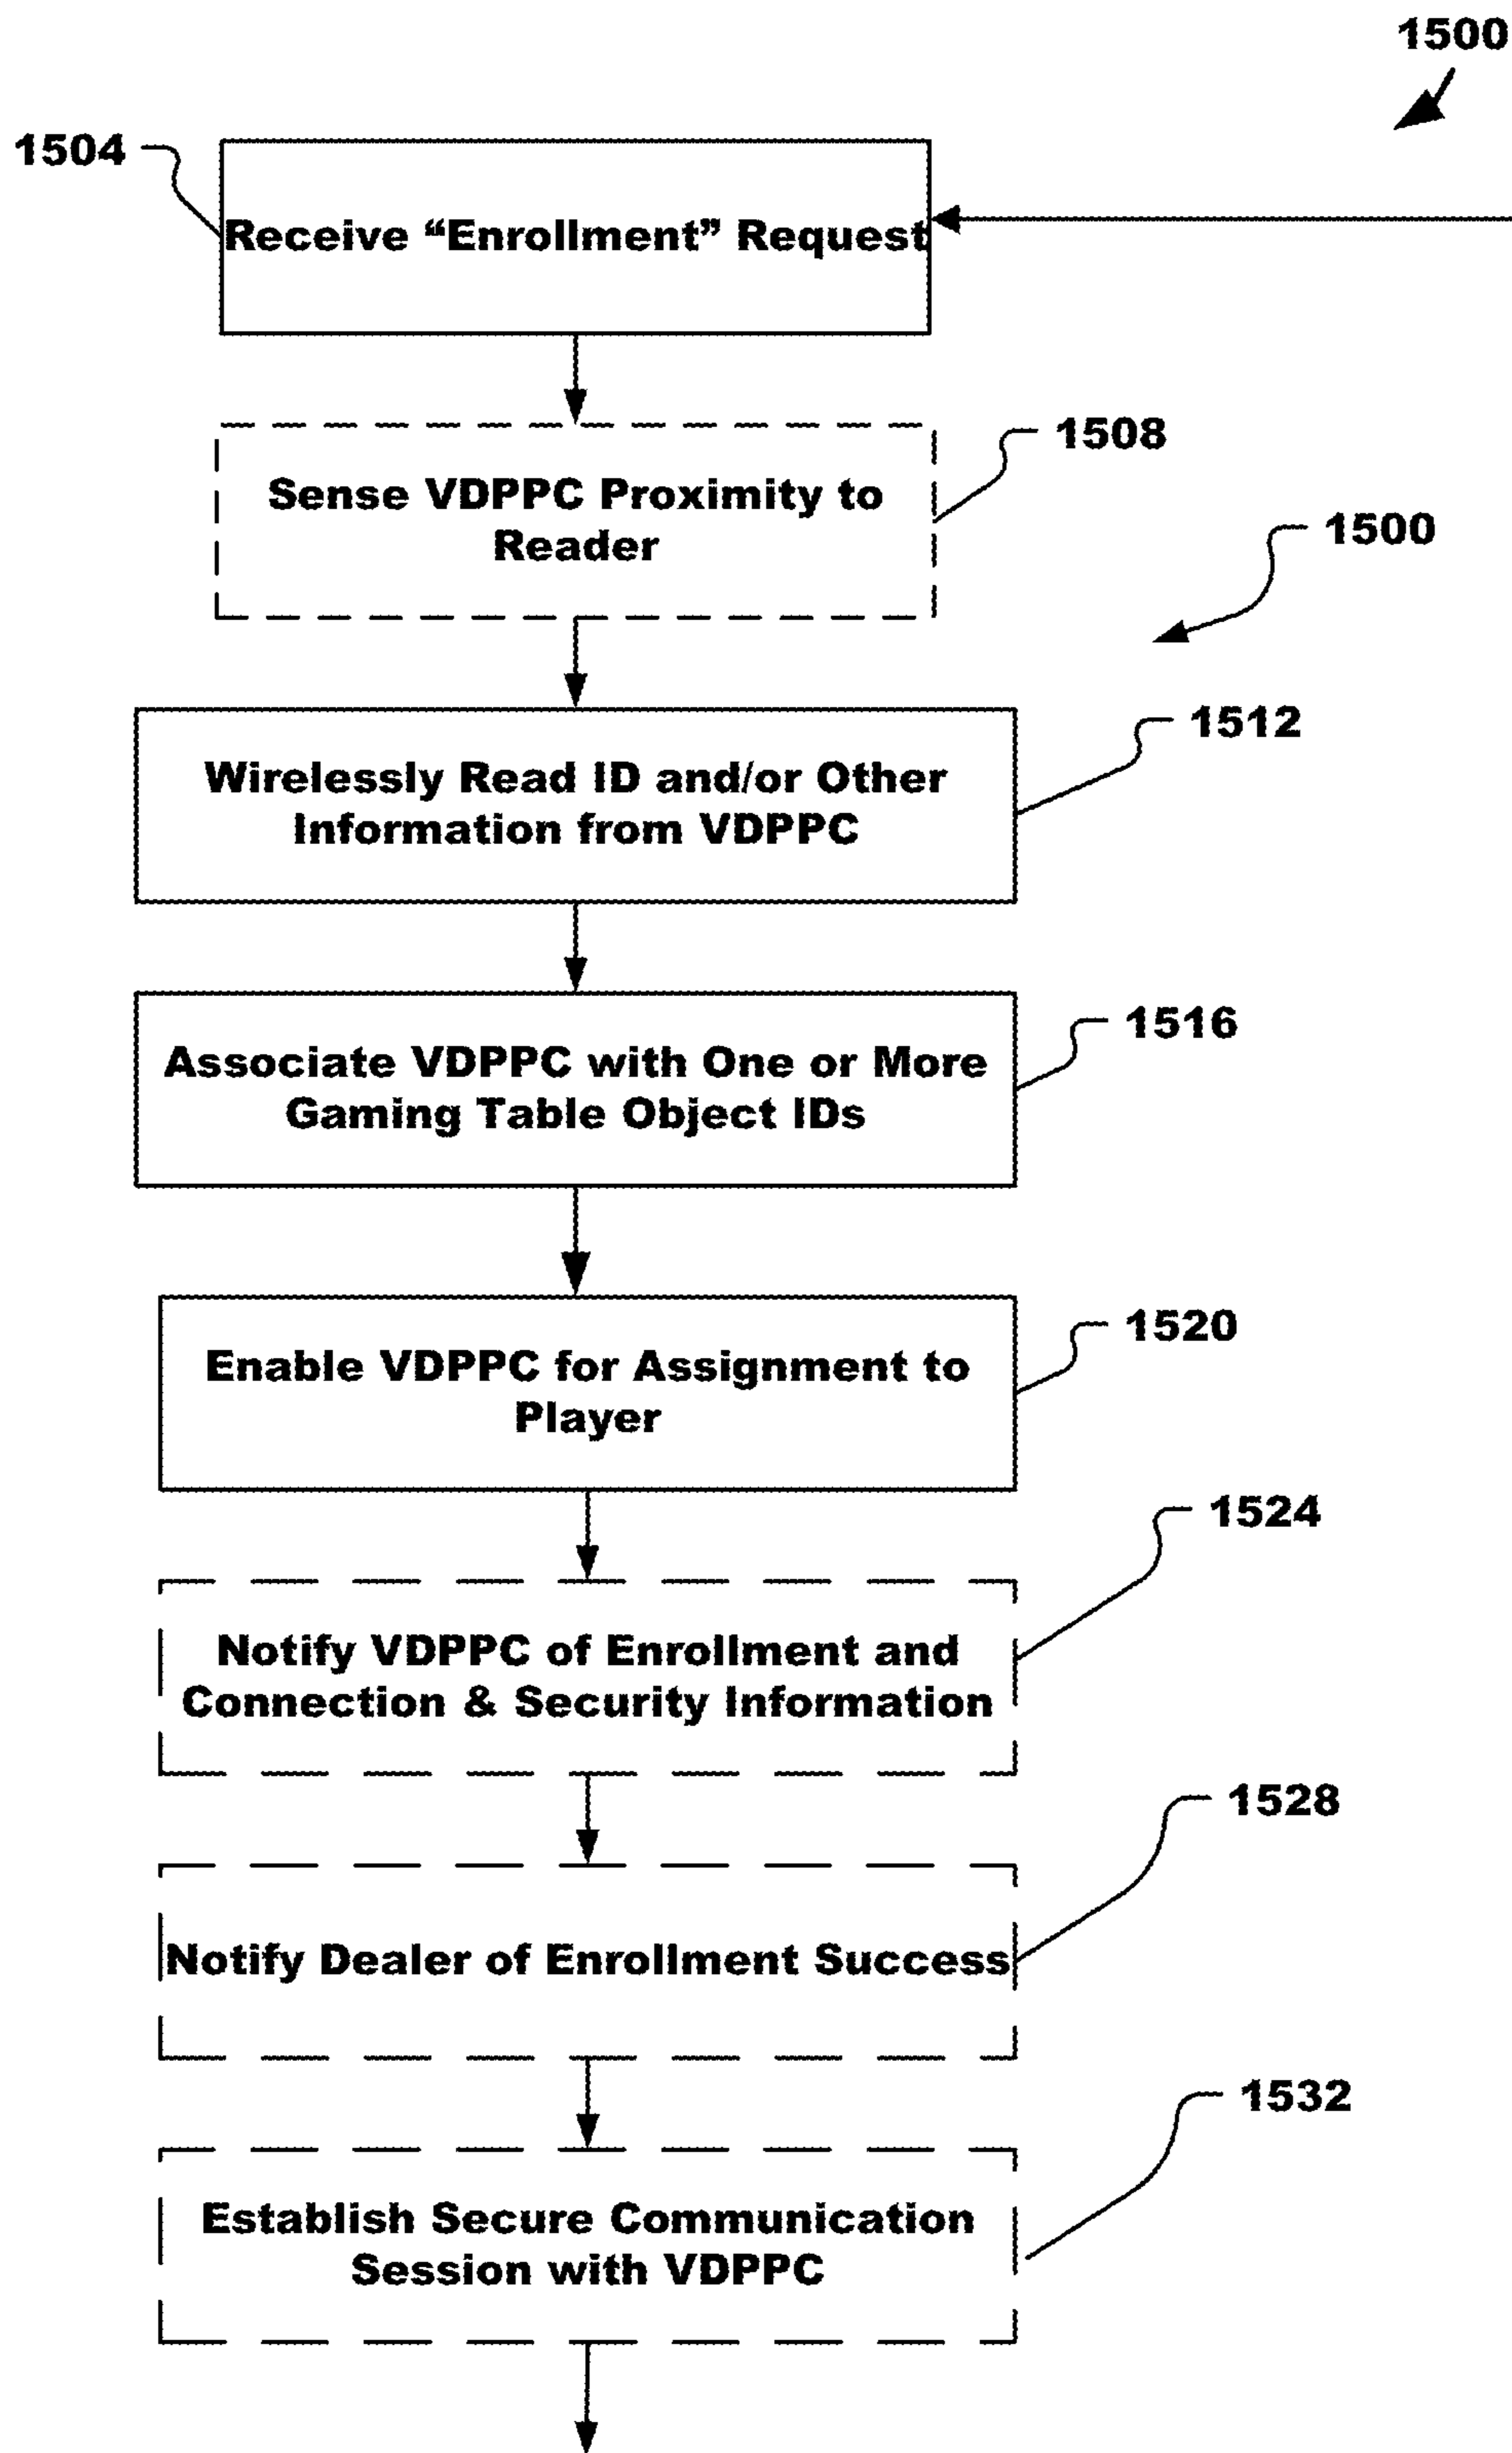 1500
1504
Receive “Enrollment” Request
1508
Sense VDPPC Proximity to
Reader
1500
1512
Wirelessly Read ID and/or Other
Information from VDPPC
1516
Associate VDPPC with One or More
Gaming Table Object IDs
1520
Enable VDPPC for Assignment to
Player
1524
Notify VDPPC of Enrollment and
Connection & Security Information
1528
Notify Dealer of Enrollment Success
1532
Establish Secure Communication
Session with VDPPC